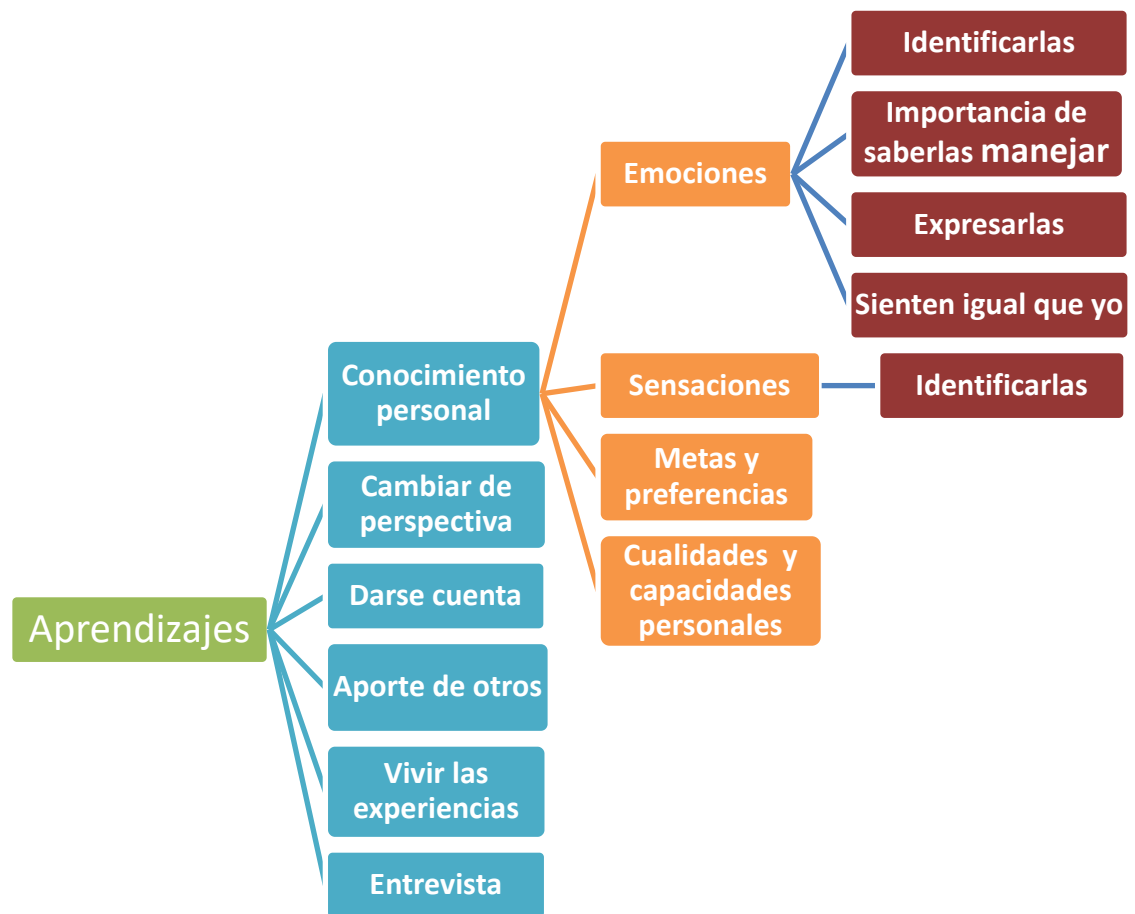 Aprendizajes
Conocimiento
personal
Cambiar de
perspectiva
Darse cuenta
Aporte de otros
Vivir las
experiencias
Entrevista
Emociones
Sensaciones
Metas y
preferencias
Cualidades y
capacidades
personales
Identificarlas
Importancia de
saberlas manejar
Expresarlas
Sienten igual que yo
Identificarlas